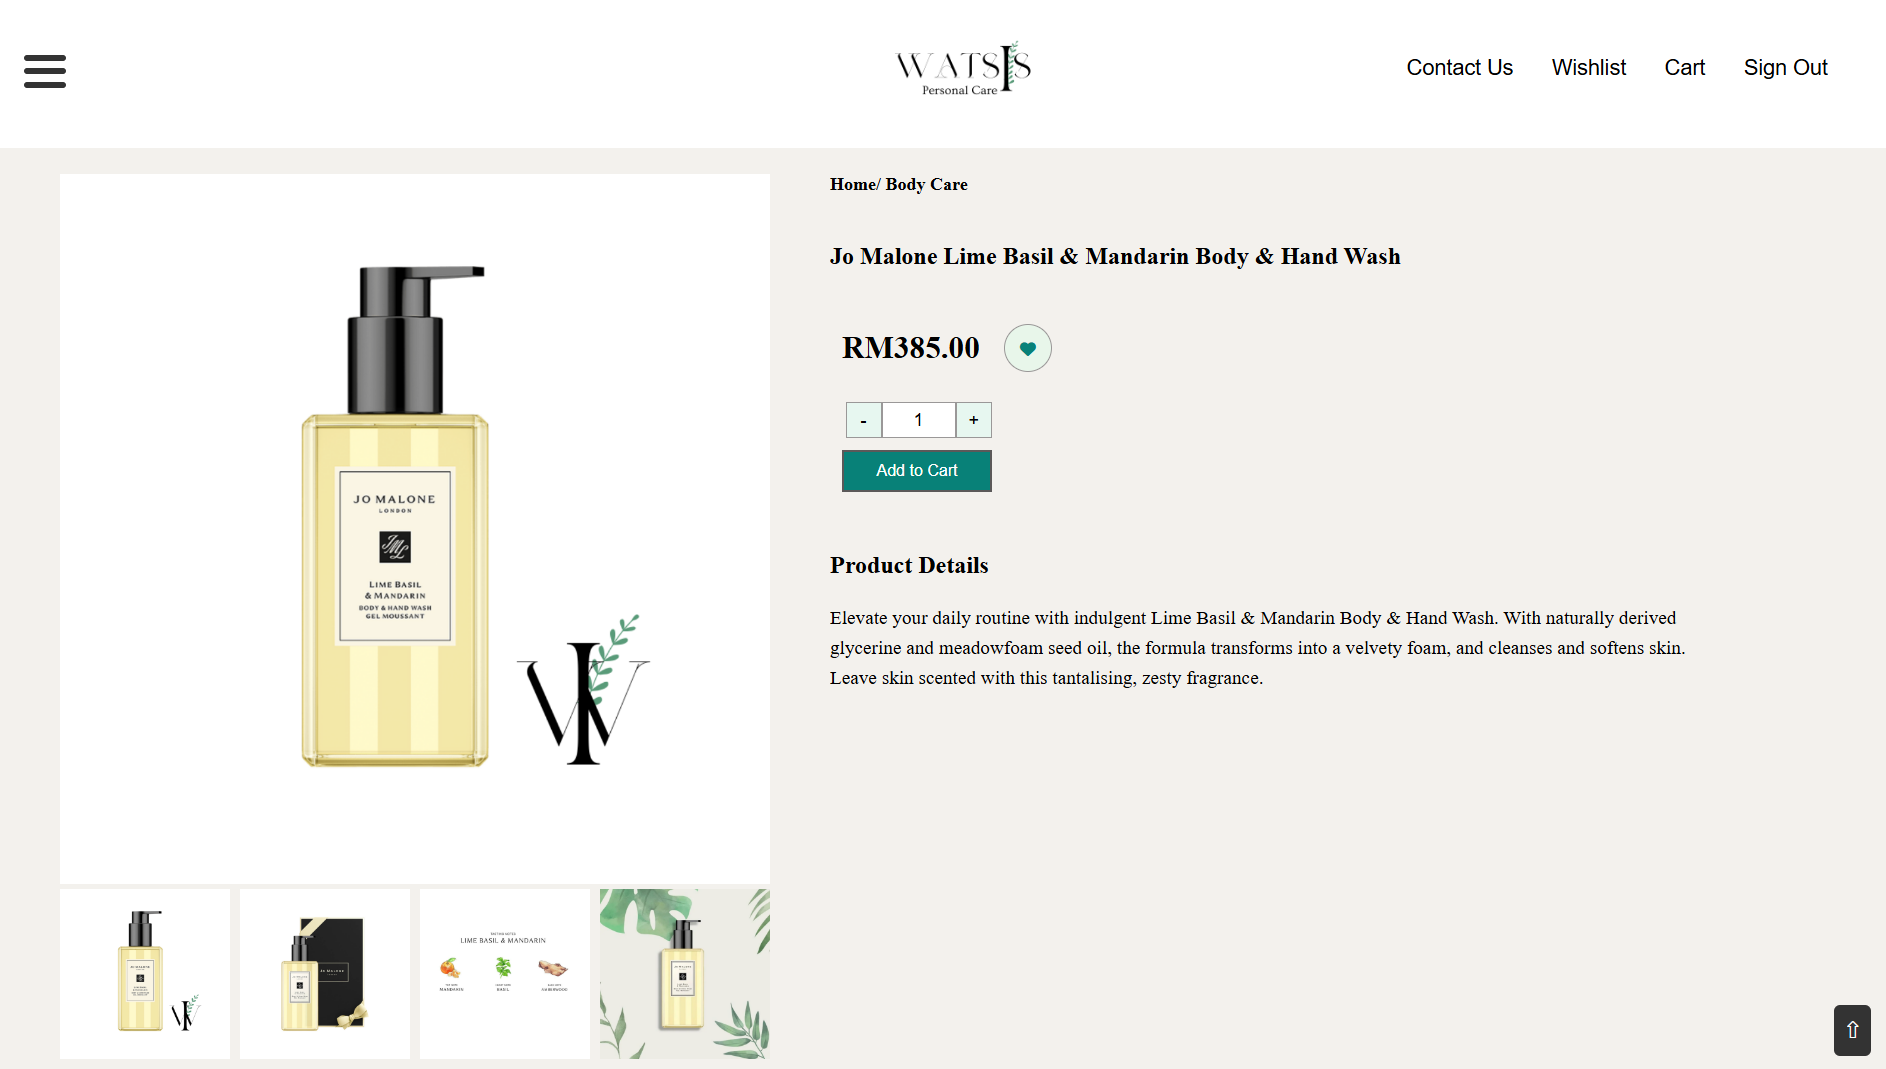 WATSIS
Personal Care
Contact Us
Wishlist
Cart
Sign Out
Home/ Body Care
Jo Malone Lime Basil & Mandarin Body & Hand Wash
RM385.00
-
1
+
Add to Cart
Product Details
Elevate your daily routine with indulgent Lime Basil & Mandarin Body & Hand Wash. With naturally derived
glycerine and meadowfoam seed oil, the formula transforms into a velvety foam, and cleanses and softens skin.
Leave skin scented with this tantalising, zesty fragrance.
JO MALONE
LONDON
JML
LIME BASIL
& MANDARIN
BODY & HAND WASH
GEL MOUSSANT
LIME BASIL & MANDARIN
MANDARIN
BASIL
AMBERWOOD
⇧